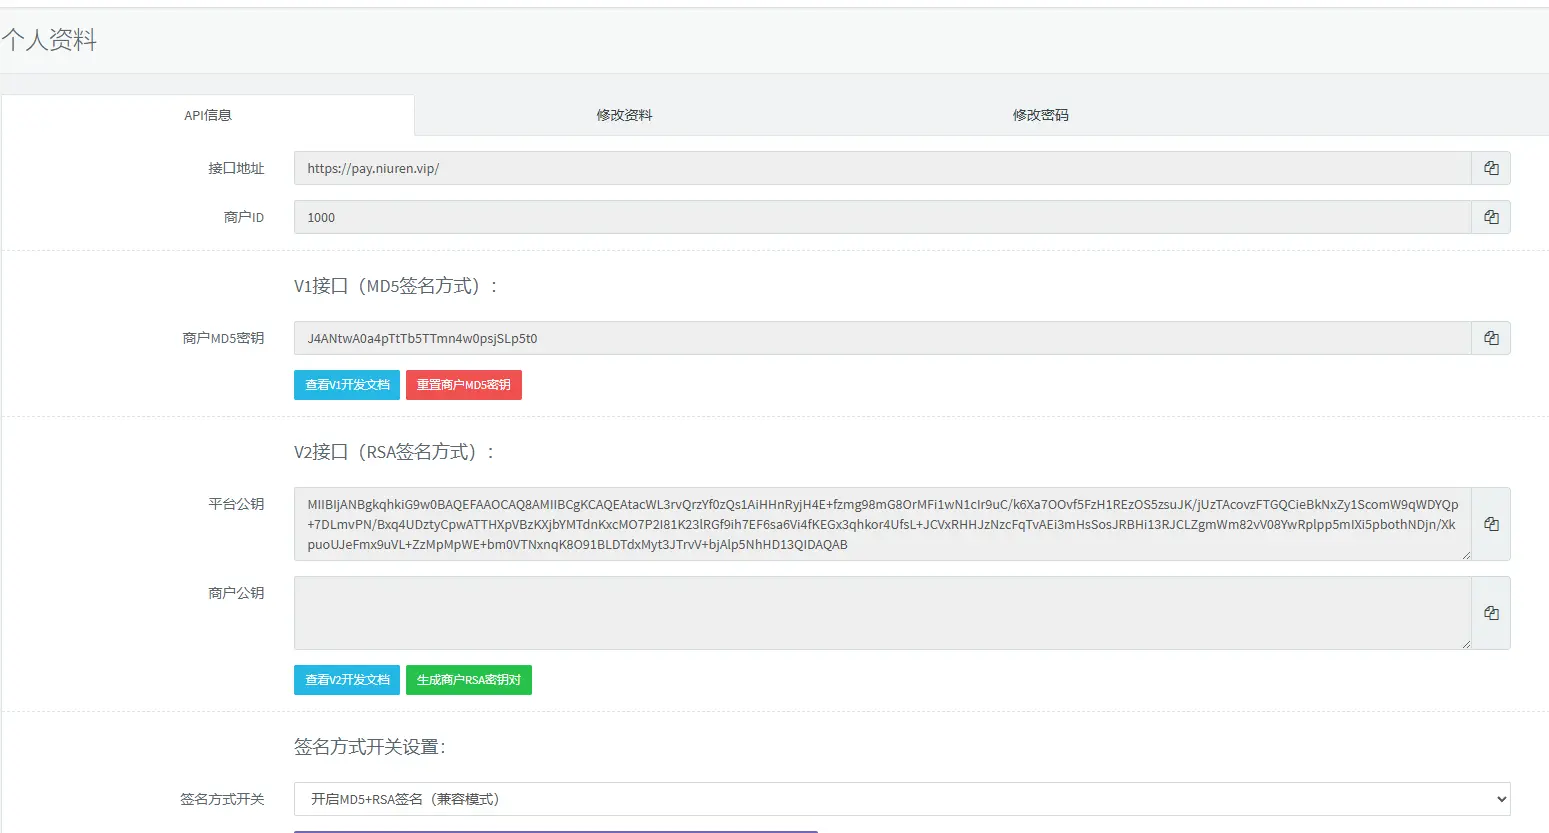 个人资料
API信息
修改资料
修改密码
接口地址
https://pay.niuren.vip/
商户ID
1000
V1接口（MD5签名方式）：
商户MD5密钥
J4ANtwA0a4pTtTb5TTmn4w0psjSLp5t0
查看V1开发文档
重置商户MD5密钥
V2接口（RSA签名方式）：
平台公钥
MIIBIjANBgkqhkiG9w0BAQEFAAOCAQ8AMIIBCgKCAQEAtacWL3rvQrzYf0zQs1AiHHnRyjH4E+fzmg98mG8OrMFi1wN1cIr9uC/k6Xa7OOvf5FzH1REzOS5zsuJK/jUzTAcovzFTGQCieBkNxZy1ScomW9qWDYQp
+7DLmvPN/Bxq4UDztyCpwATTHXpVBzKXjbYMTdnKxcMO7P2I81K23lRGf9ih7EF6sa6Vi4fKEGx3qhkor4UfsL+JCVxRHHJzNzcFqTvAEi3mHsSosJRBHi13RJCLZgmWm82vV08YwRplpp5mIXi5pbothNDjn/Xk
puoUJeFmx9uVL+ZzMpMpWE+bm0VTNxnqK8O91BLDTdxMyt3JTrvV+bjAlp5NhHD13QIDAQAB
商户公钥
查看V2开发文档
生成商户RSA密钥对
签名方式开关设置：
签名方式开关
开启MD5+RSA签名（兼容模式）